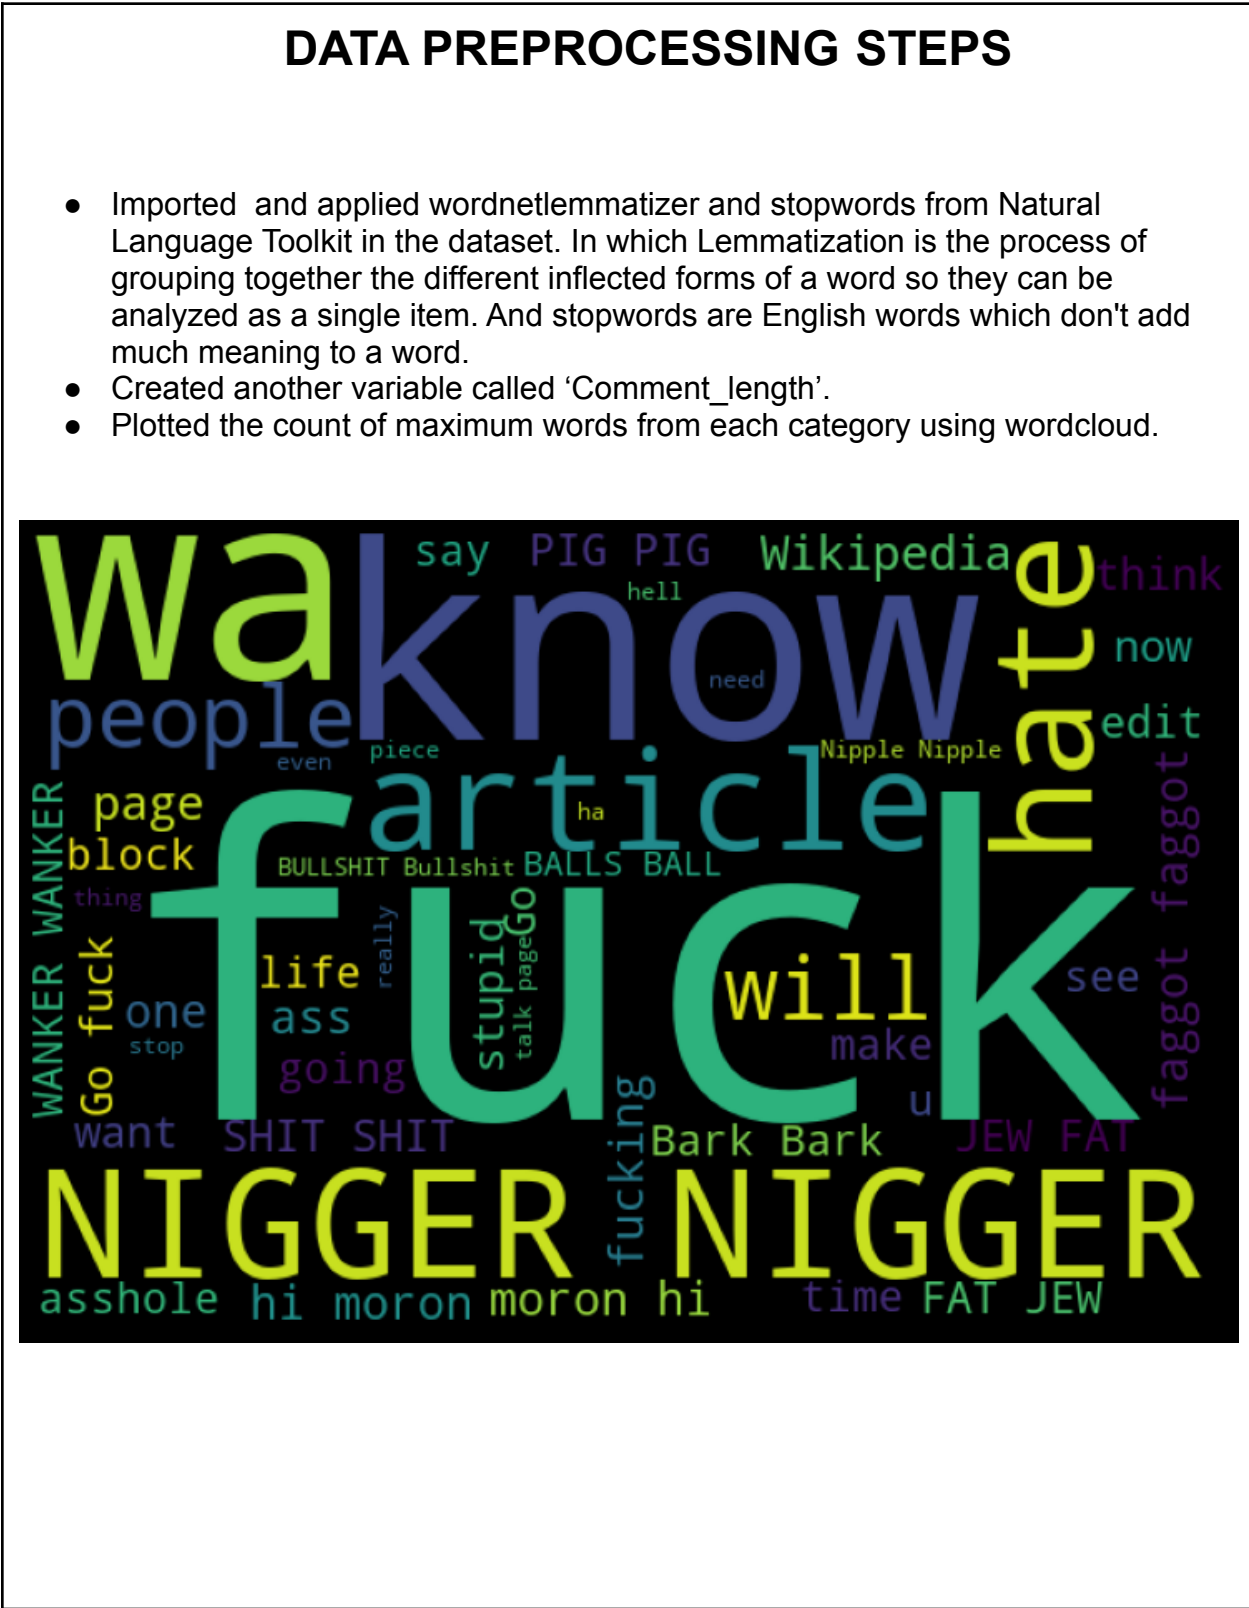 DATA PREPROCESSING STEPS
● Imported  and applied wordnetlemmatizer and stopwords from Natural
Language Toolkit in the dataset. In which Lemmatization is the process of
grouping together the different inflected forms of a word so they can be
analyzed as a single item. And stopwords are English words which don't add
much meaning to a word.
● Created another variable called ‘Comment_length’.
● Plotted the count of maximum words from each category using wordcloud.
wa
know
say
PIG PIG
Wikipedia
hate
think
hell
now
need
people
even
piece
article
Nipple Nipple
edit
WANKER WANKER
page
ha
faggot faggot
block
BULLSHIT Bullshit
BALLS BALL
thing
fuck
Go fuck
life
really
stupid
talk page
Go
will
see
one
ass
stop
make
going
u
want
SHIT SHIT
fucking
Bark Bark
JEW FAT
NIGGER NIGGER
asshole
hi moron
moron hi
time
FAT JEW